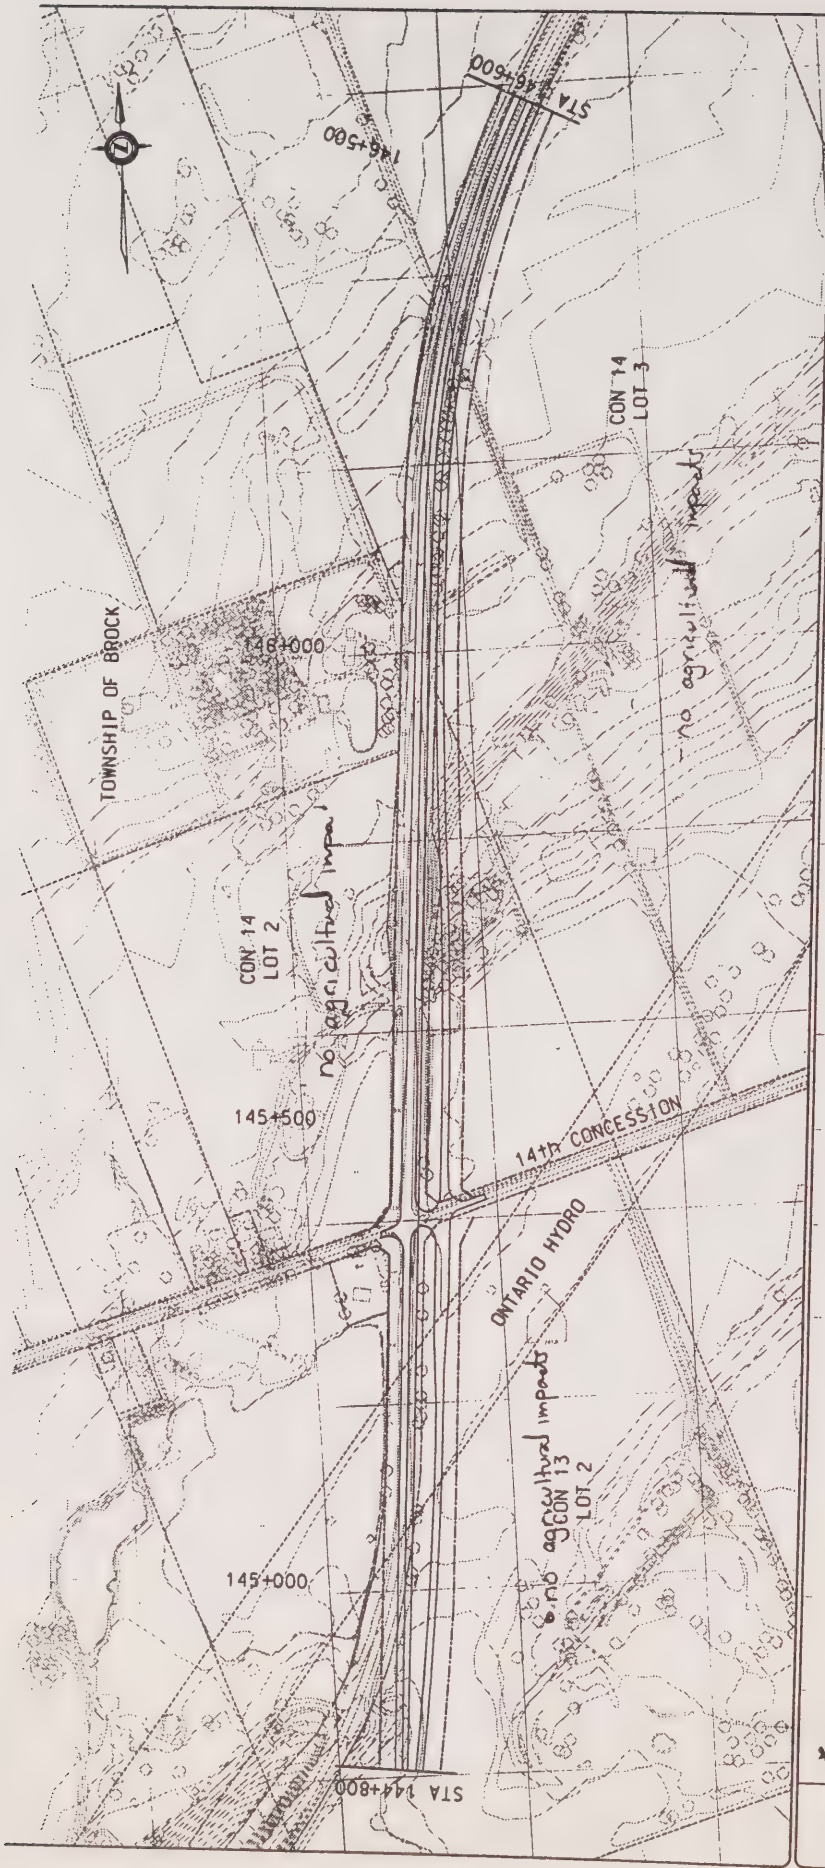 STA 146+600
N
146+500
CON 14
LOT 3
- no agricultural impacts
TOWNSHIP OF BROCK
146+000
CON 14
LOT 2
no agricultural impa
145+500
14th CONCESSION
ONTARIO HYDRO
no agricultural impacts
CON 13
LOT 2
145+000
STA 144+800